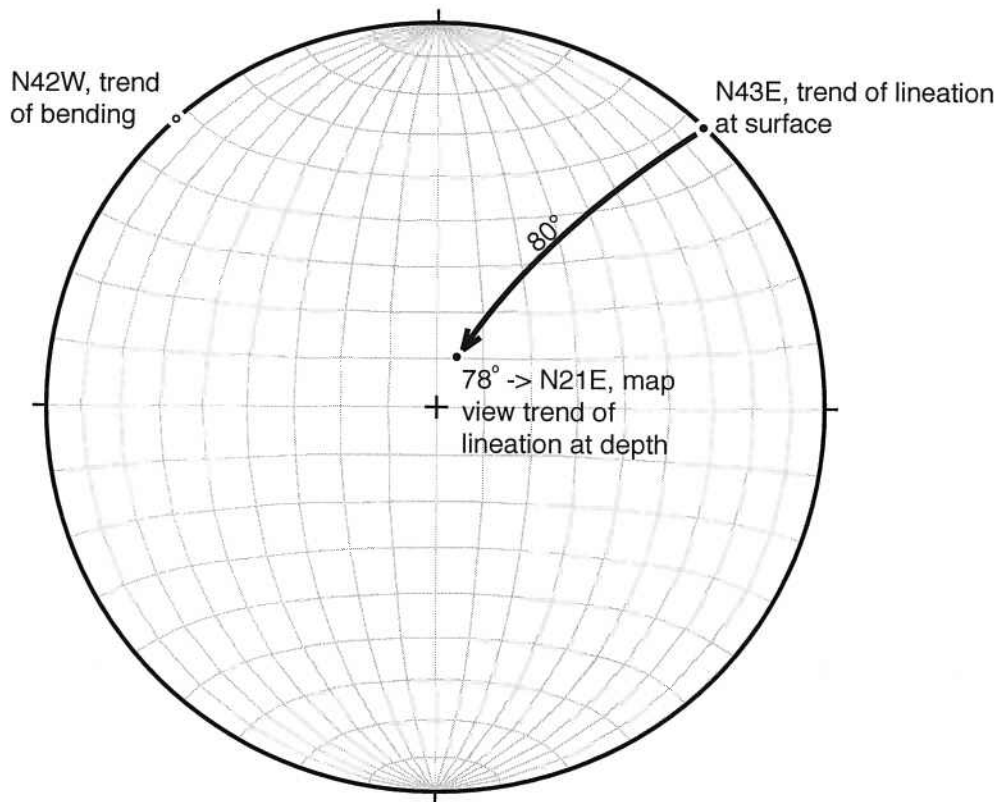 N42W, trend
of bending
N43E, trend of lineation
at surface
80°
78° -> N21E, map
view trend of
lineation at depth